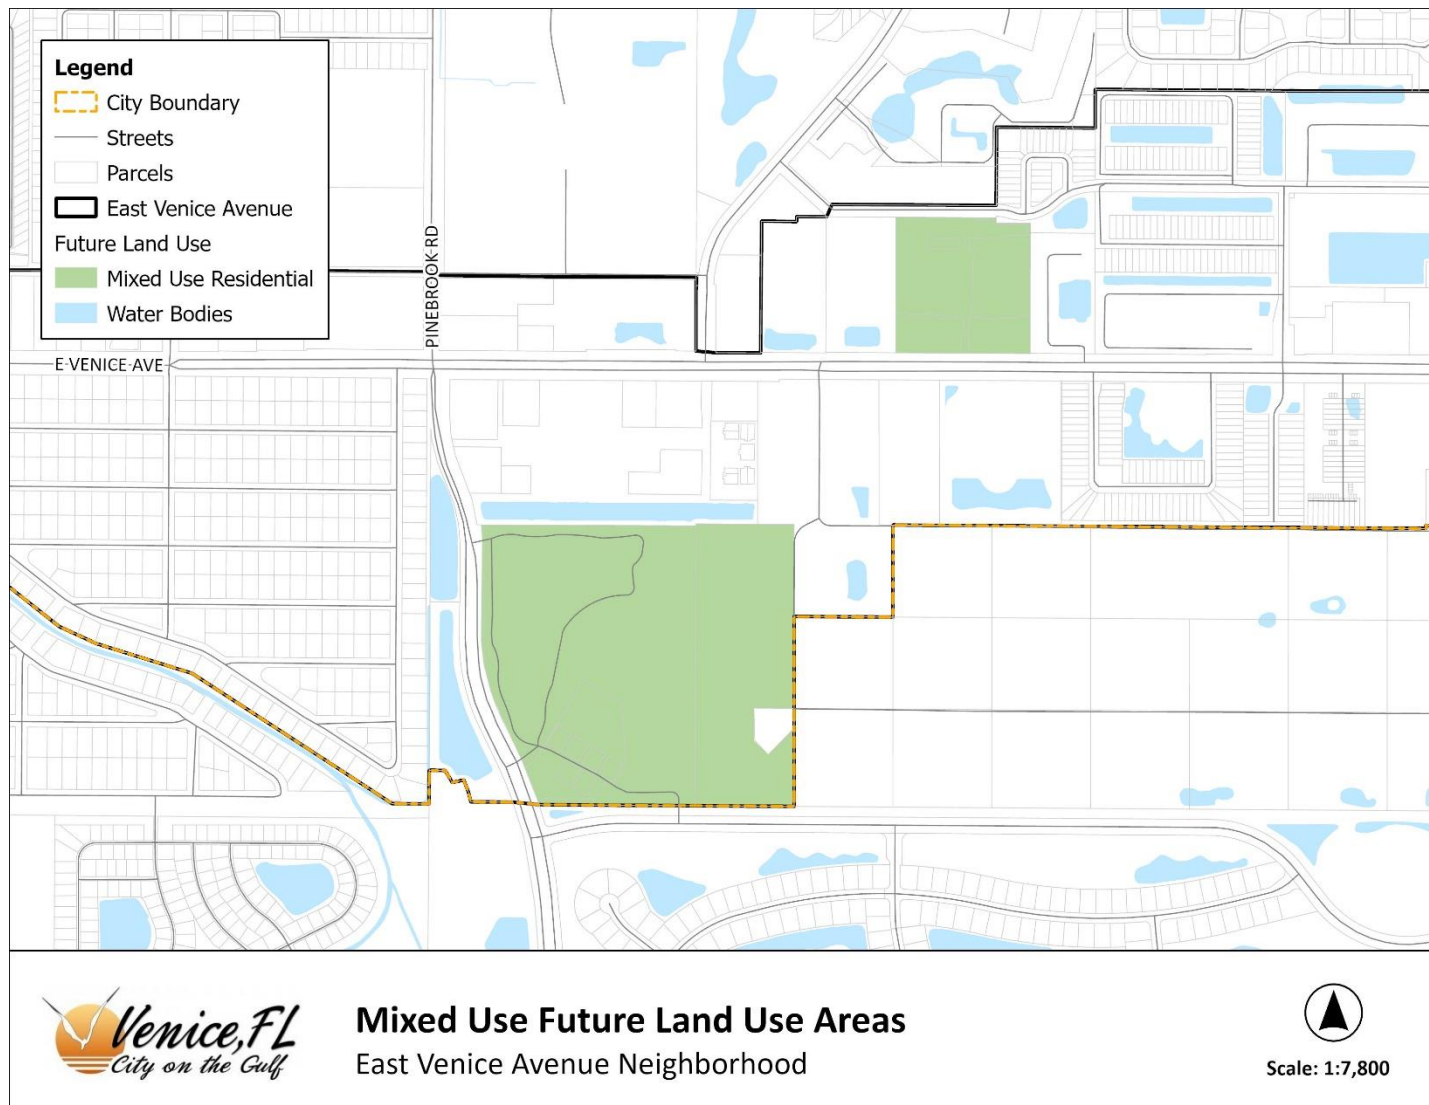 Legend
City Boundary
Streets
Parcels
East Venice Avenue
Future Land Use
Mixed Use Residential
Water Bodies
PINEBROOK RD
E VENICE AVE
Venice, FL
City on the Gulf
Mixed Use Future Land Use Areas
East Venice Avenue Neighborhood
Scale: 1:7,800